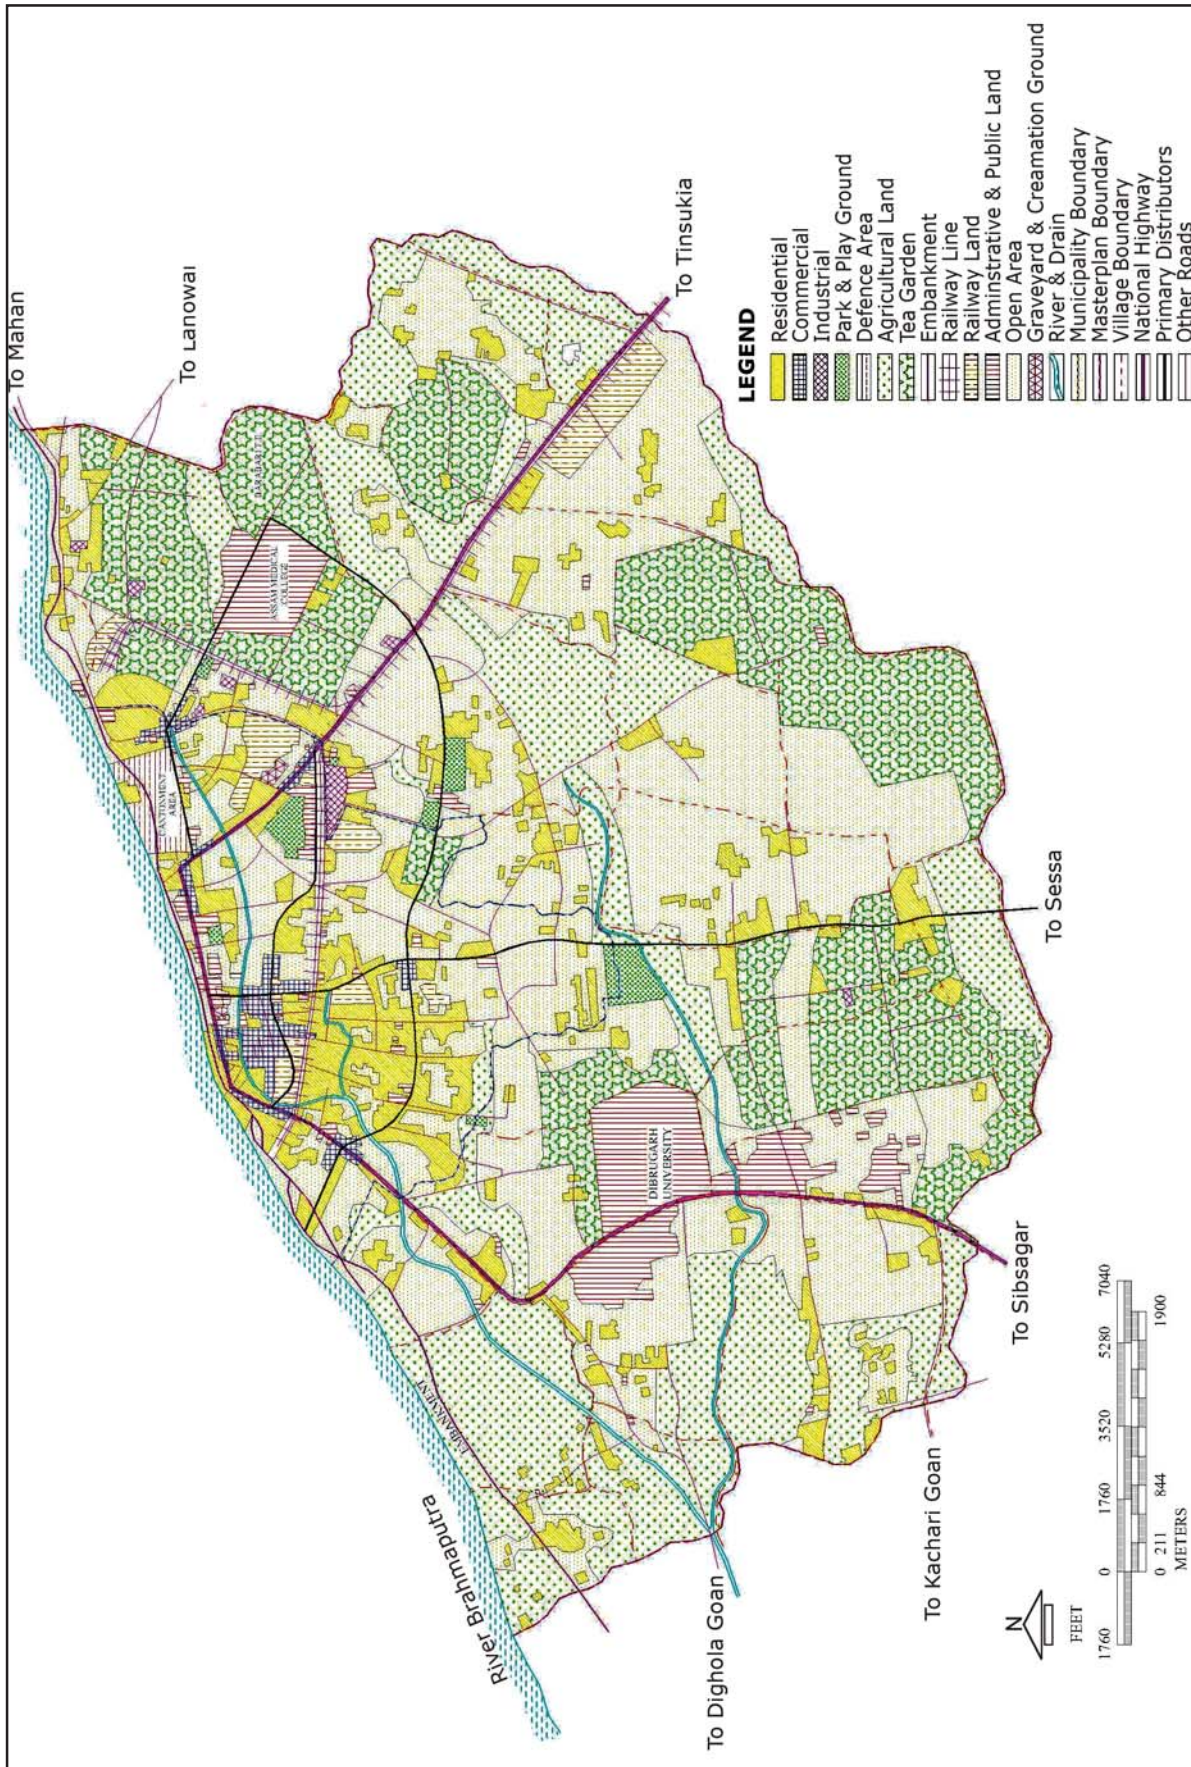 To Mahan
To Lanowai
BARABARI T.E.
ASSAM MEDICAL
COLLEGE
CANTONMENT
AREA
To Tinsukia
DIBRUGARH
UNIVERSITY
To Sessa
To Sibsagar
EMBANKMENT
River Brahmaputra
To Kachari Goan
To Dighola Goan
LEGEND
Residential
Commercial
Industrial
Park & Play Ground
Defence Area
Agricultural Land
Tea Garden
Embankment
Railway Line
Railway Land
Adminstrative & Public Land
Open Area
Graveyard & Creamation Ground
River & Drain
Municipality Boundary
Masterplan Boundary
Village Boundary
National Highway
Primary Distributors
Other Roads
N
FEET
1760 0 1760 3520 5280 7040
0 211 844 1900
METERS